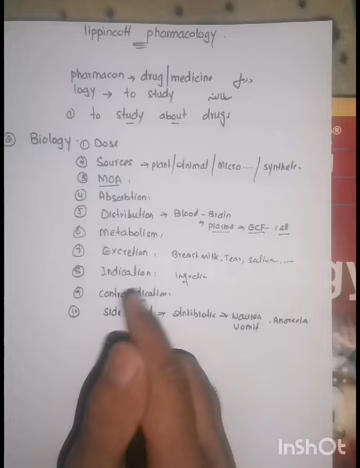 lippincott pharmacology.
pharmacon → drug/medicine
logy → to study
① to study about drugs
② Biology: ① Dose
② Sources → plant/animal/micro..../synthetic.
③ MOA.
④ Absorbtion.
⑤ Distribution → Blood - Brain
⑥ Metabolism, → plasma → ECF - cell
⑦ Excretion: Breast milk, Tear, saliva, ....
⑧ Indication:
⑨ Contraindication.
⑩ Side → Antibiotic → Nausea, Anorexia
vomit
InShOt